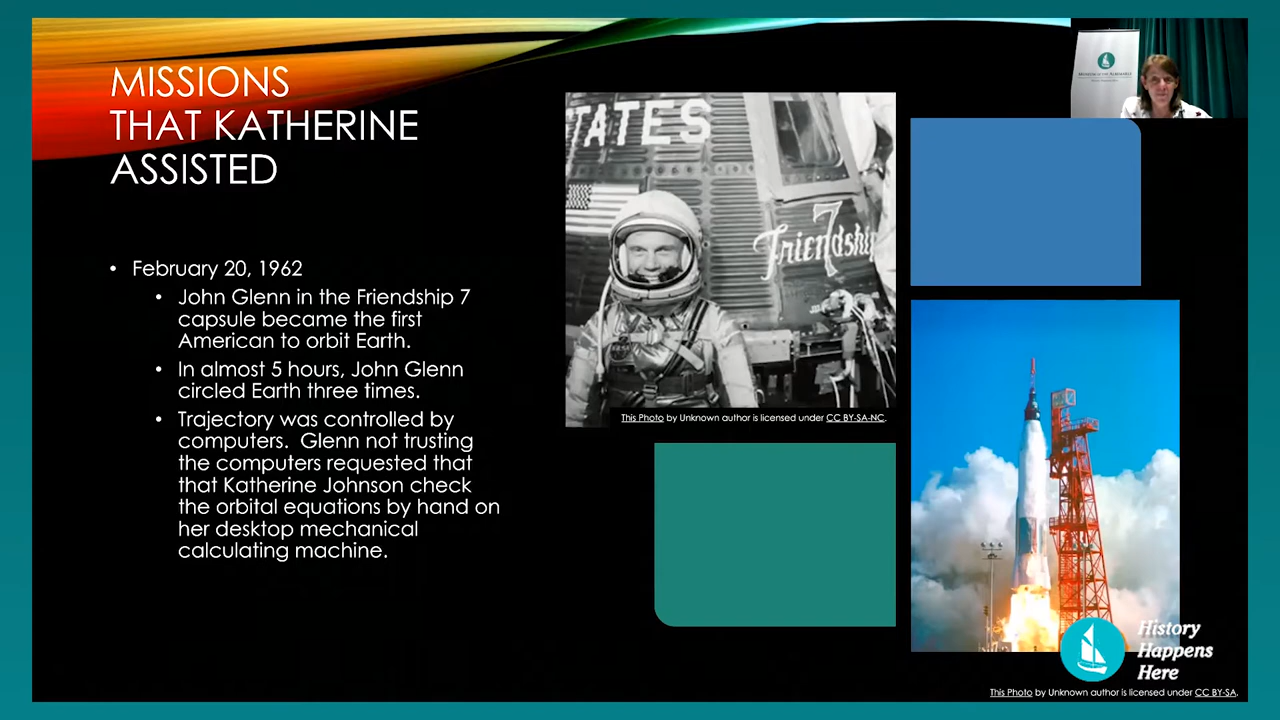 MISSIONS
THAT KATHERINE
ASSISTED
• February 20, 1962
• John Glenn in the Friendship 7
capsule became the first
American to orbit Earth.
• In almost 5 hours, John Glenn
circled Earth three times.
• Trajectory was controlled by
computers. Glenn not trusting
the computers requested that
that Katherine Johnson check
the orbital equations by hand on
her desktop mechanical
calculating machine.
TATES
Friendship
7
This Photo by Unknown author is licensed under CC BY-SA-NC.
MUSEUM OF THE ALBEMARLE
History
Happens
Here
This Photo by Unknown author is licensed under CC BY-SA.